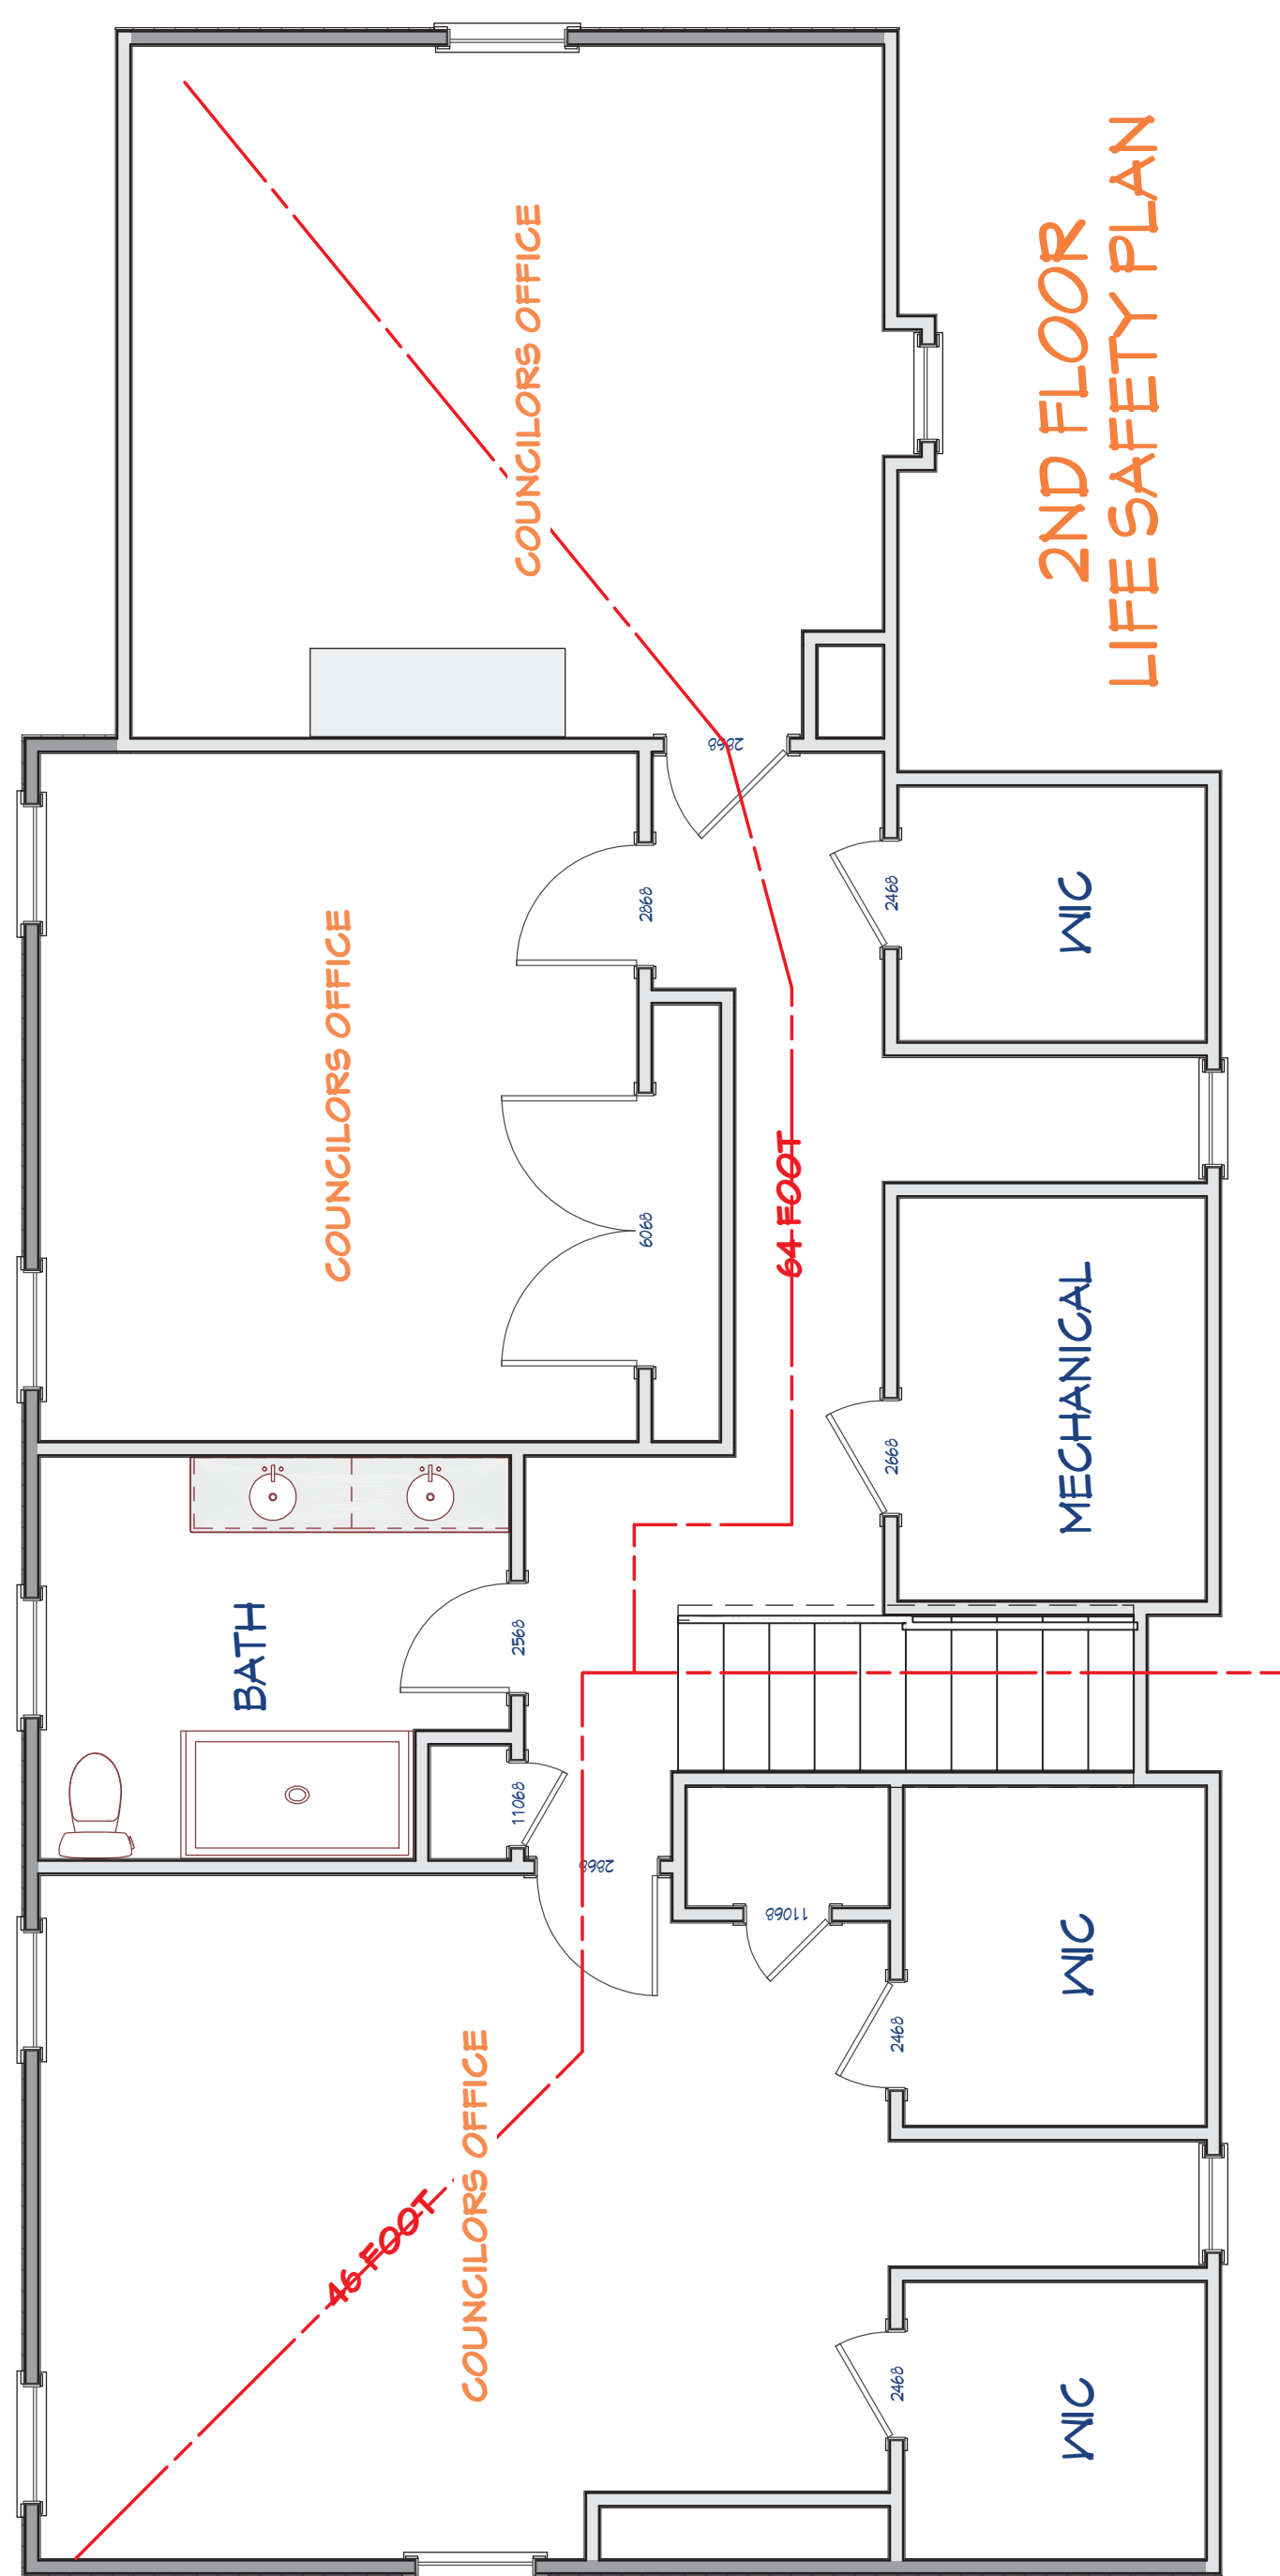 2ND FLOOR
LIFE SAFETY PLAN
COUNCILORS OFFICE
2868
COUNCILORS OFFICE
2868
2468
WIC
6068
64 FOOT
2668
MECHANICAL
BATH
2568
11068
2868
11068
2468
WIC
COUNCILORS OFFICE
46 FOOT
2468
WIC